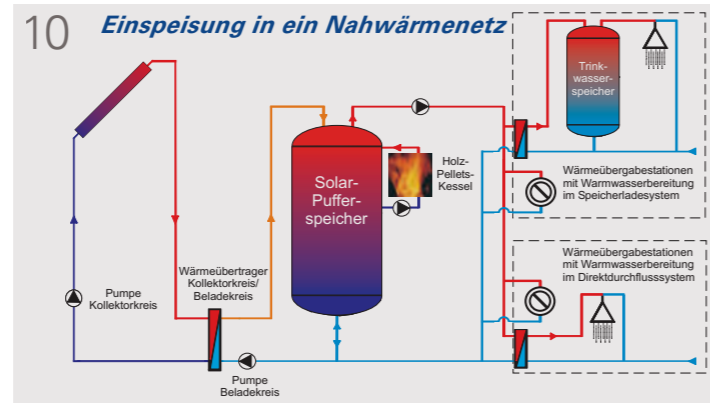 10
Einspeisung in ein Nahwärmenetz
Trink-
wasser-
speicher
Holz-
Pellets-
Kessel
Solar-
Puffer-
speicher
Wärmeübergabestationen
mit Warmwasserbereitung
im Speicherladesystem
Wärmeübergabestationen
mit Warmwasserbereitung
im Direktdurchflusssystem
Wärmeübertrager
Kollektorkreis/
Beladekreis
Pumpe
Kollektorkreis
Pumpe
Beladekreis